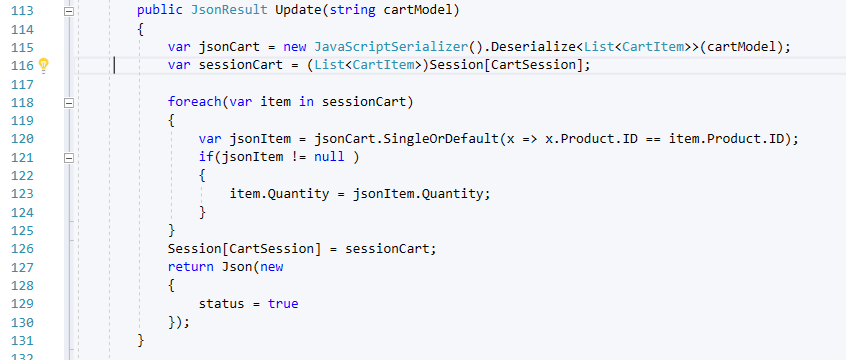 113 public JsonResult Update(string cartModel)
114 {
115 var jsonCart = new JavaScriptSerializer().Deserialize<List<CartItem>>(cartModel);
116 var sessionCart = (List<CartItem>)Session[CartSession];
117
118 foreach(var item in sessionCart)
119 {
120 var jsonItem = jsonCart.SingleOrDefault(x => x.Product.ID == item.Product.ID);
121 if(jsonItem != null )
122 {
123 item.Quantity = jsonItem.Quantity;
124 }
125 }
126 Session[CartSession] = sessionCart;
127 return Json(new
128 {
129 status = true
130 });
131 }
132